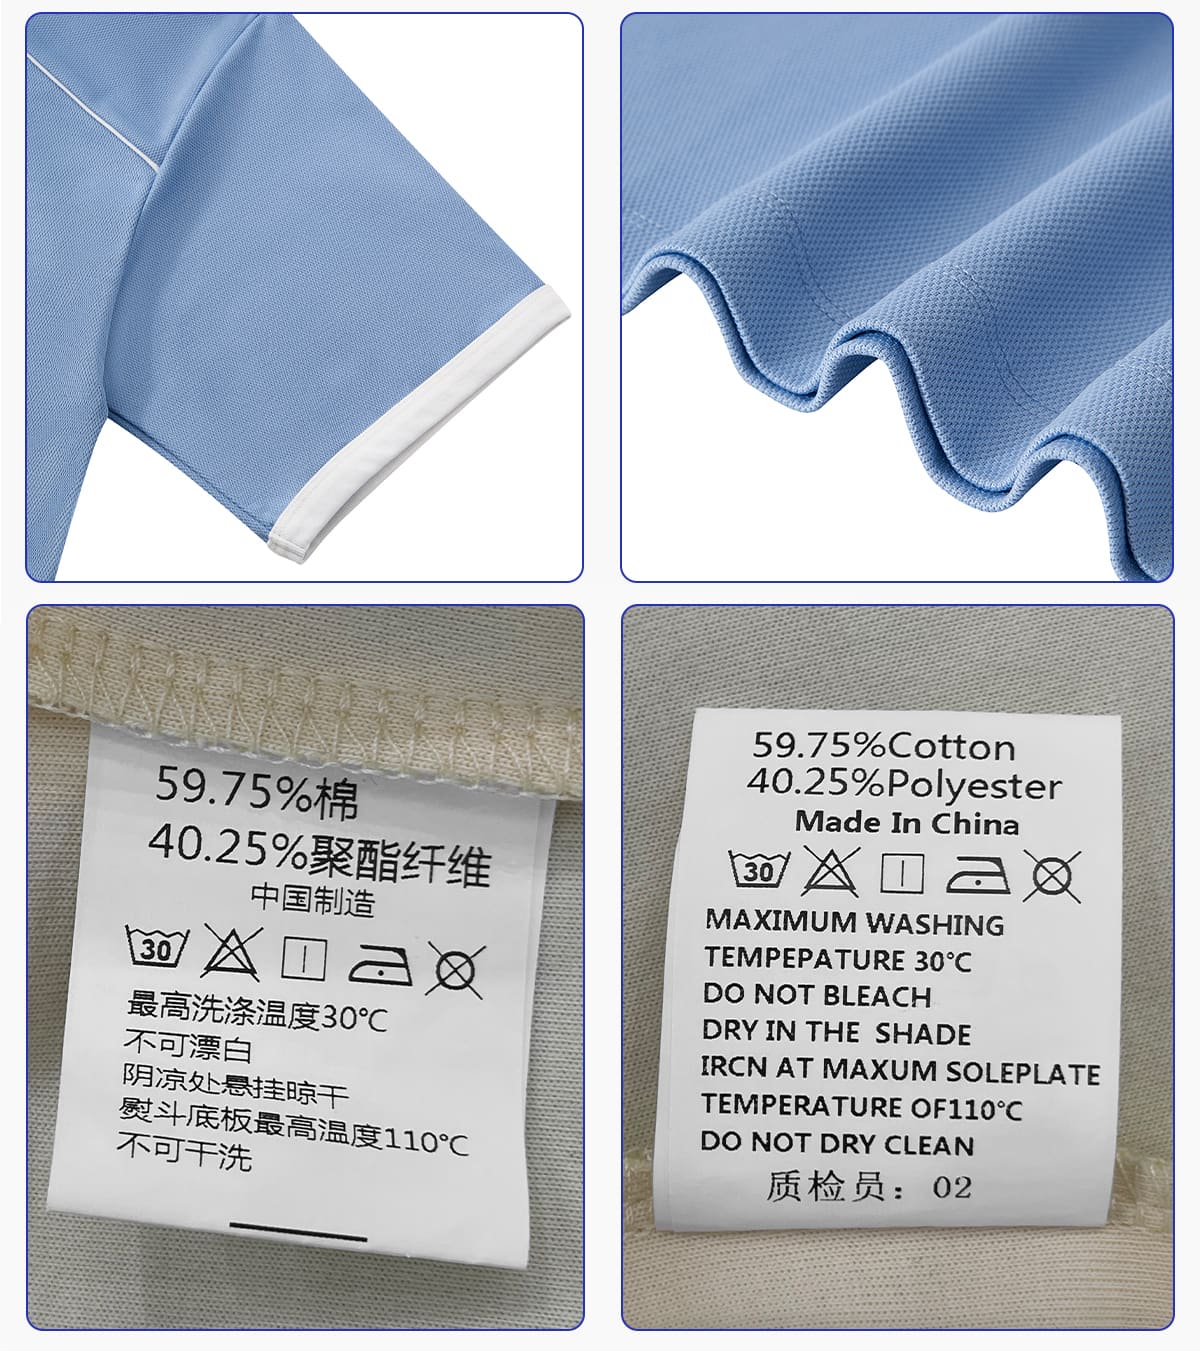 59.75%棉
40.25%聚酯纤维
中国制造
30
最高洗涤温度30℃
不可漂白
阴凉处悬挂晾干
熨斗底板最高温度110℃
不可干洗
59.75%Cotton
40.25%Polyester
Made In China
30
MAXIMUM WASHING
TEMPEPATURE 30℃
DO NOT BLEACH
DRY IN THE SHADE
IRCN AT MAXUM SOLEPLATE
TEMPERATURE OF110℃
DO NOT DRY CLEAN
质检员：02